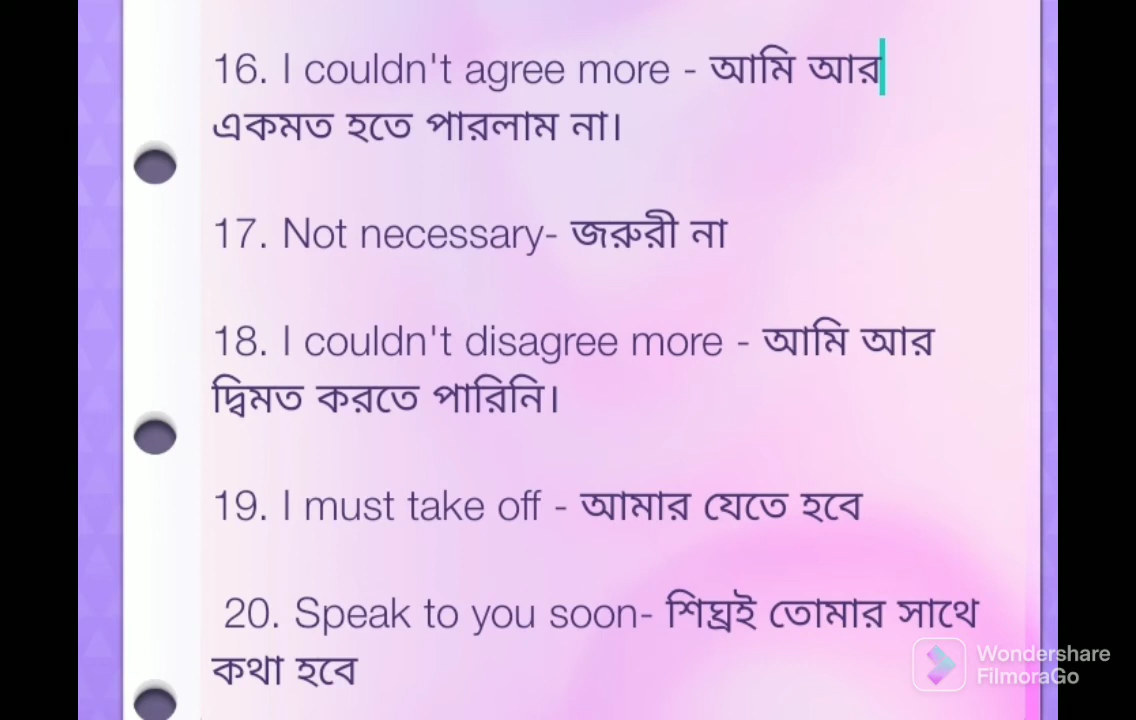 16. I couldn't agree more - আমি আর
একমত হতে পারলাম না।
17. Not necessary- জরুরী না
18. I couldn't disagree more - আমি আর
দ্বিমত করতে পারিনি।
19. I must take off - আমার যেতে হবে
20. Speak to you soon- শিঘ্রই তোমার সাথে
কথা হবে
Wondershare
FilmoraGo